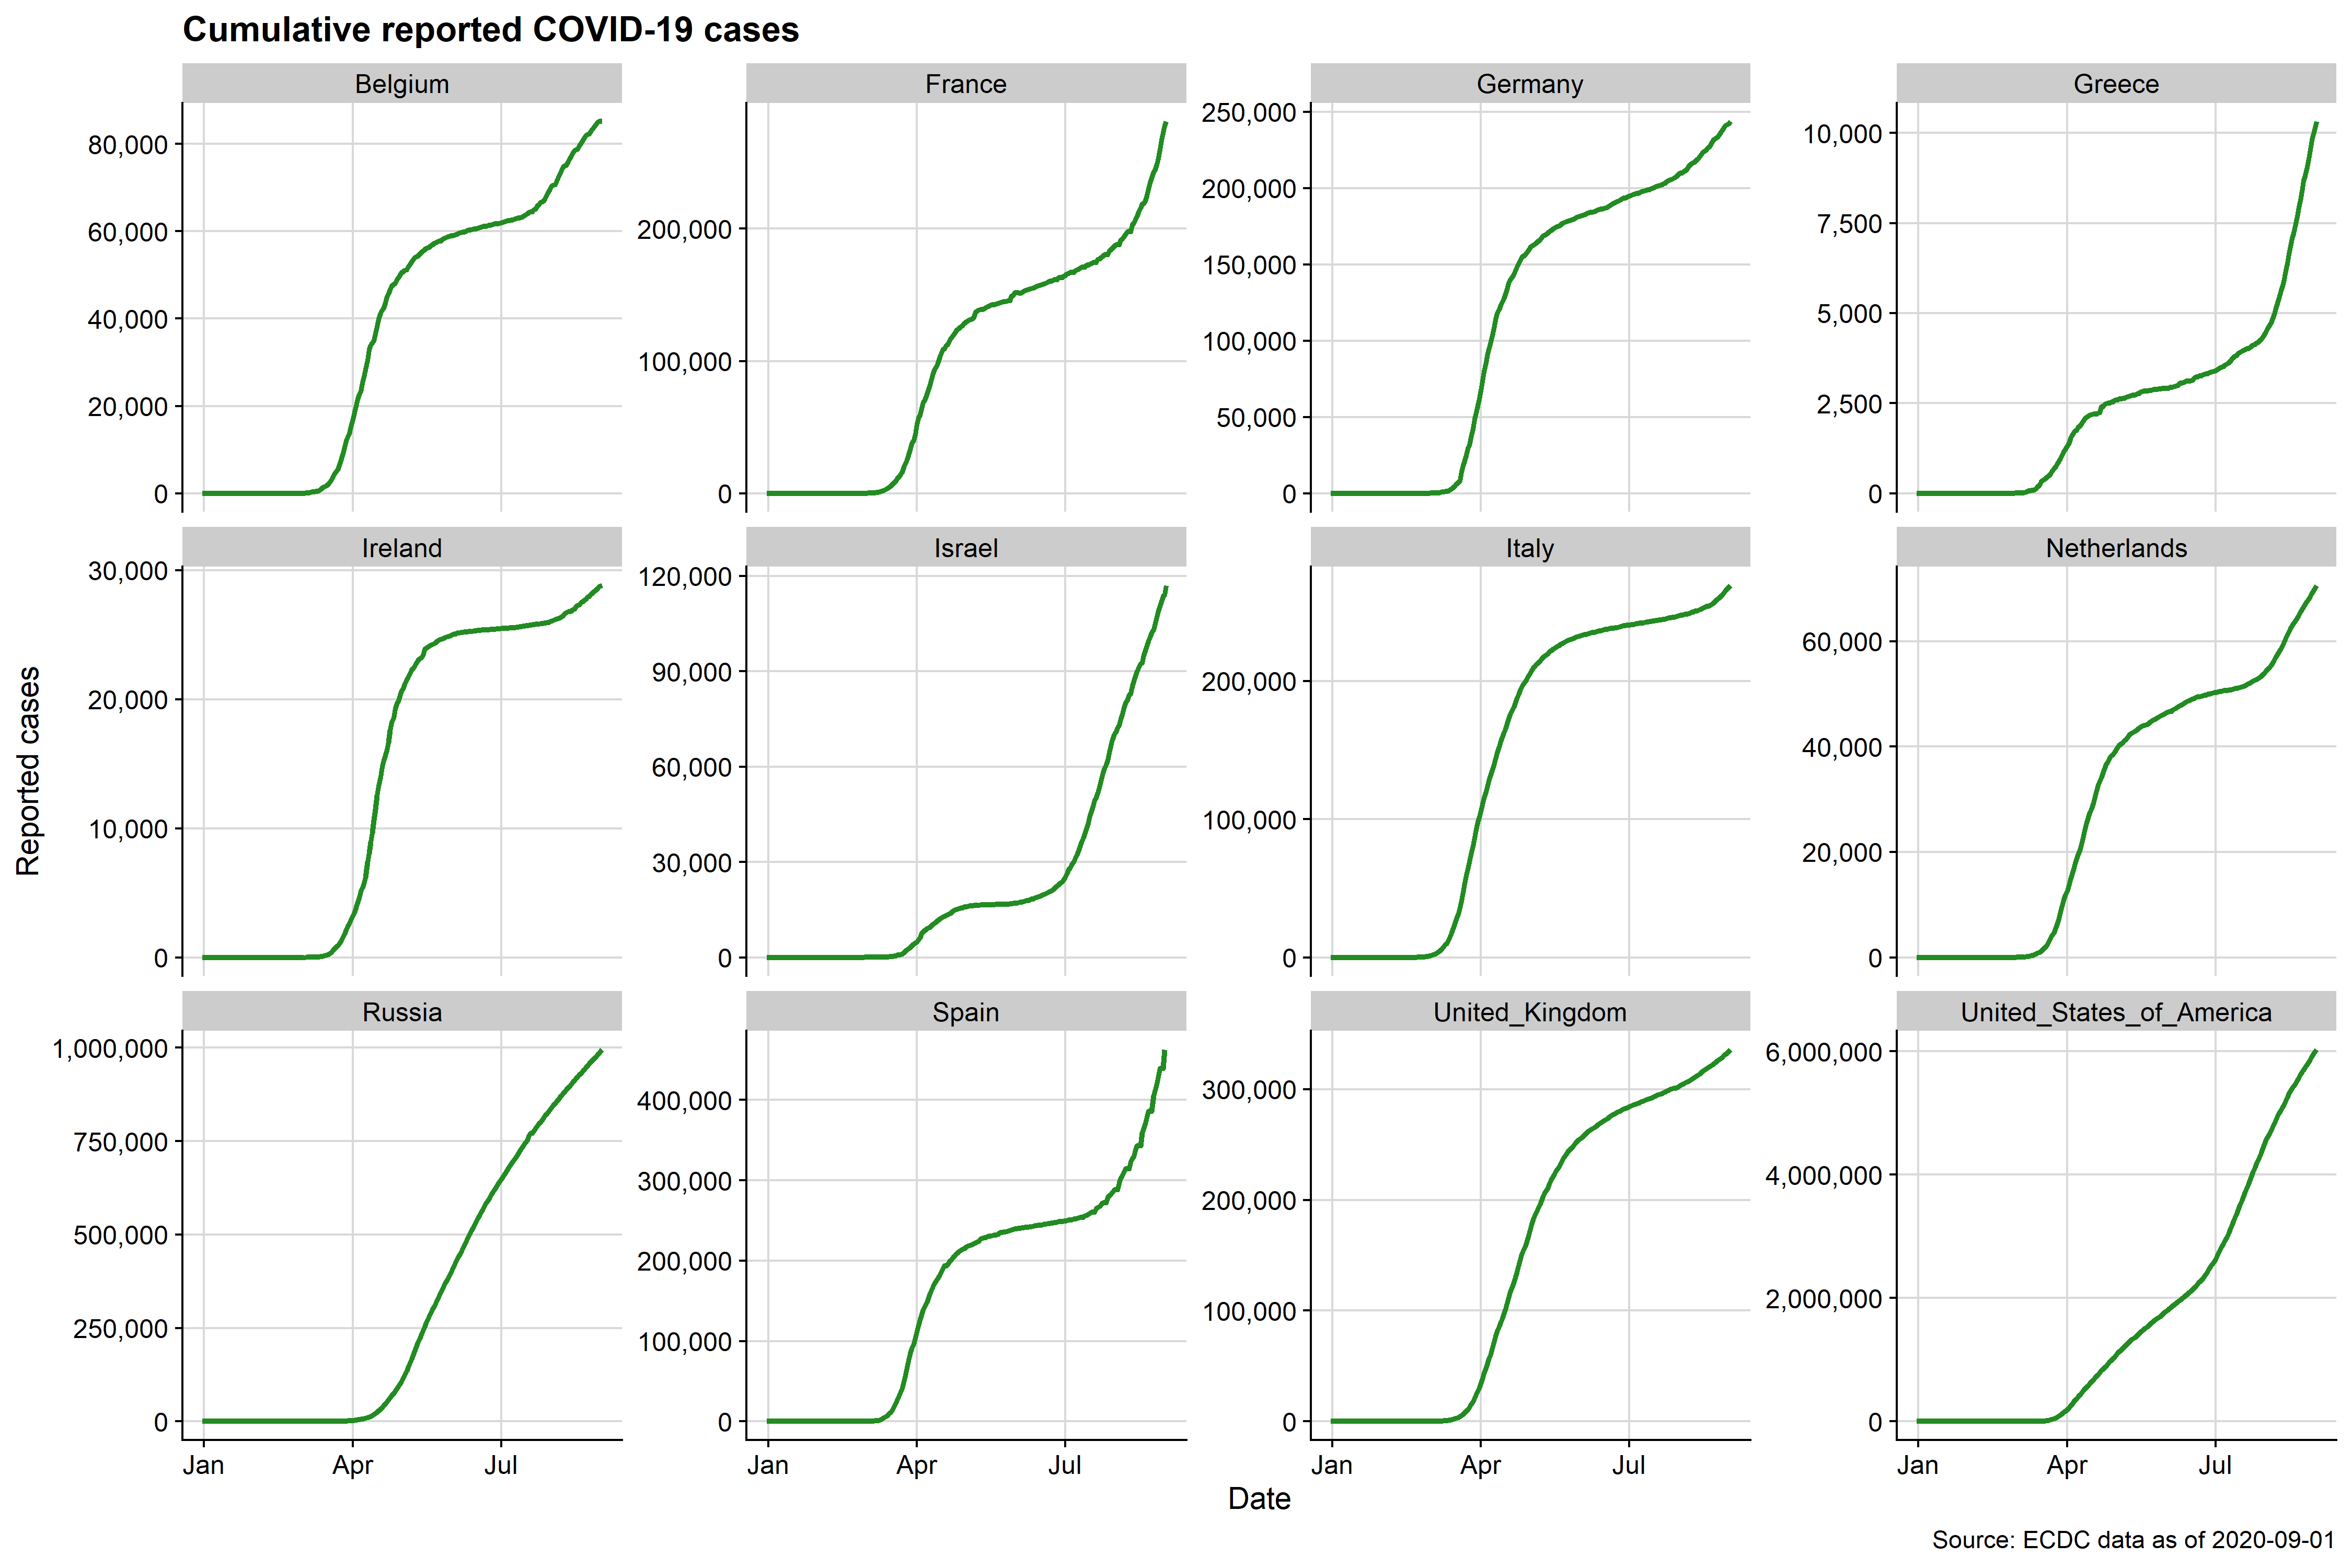 Cumulative reported COVID-19 cases
Belgium
France
Germany
Greece
80,000
60,000
40,000
20,000
0
200,000
100,000
0
250,000
200,000
150,000
100,000
50,000
0
10,000
7,500
5,000
2,500
0
Ireland
Israel
Italy
Netherlands
30,000
20,000
10,000
0
120,000
90,000
60,000
30,000
0
200,000
100,000
0
60,000
40,000
20,000
0
Reported cases
Russia
Spain
United_Kingdom
United_States_of_America
1,000,000
750,000
500,000
250,000
0
400,000
300,000
200,000
100,000
0
300,000
200,000
100,000
0
6,000,000
4,000,000
2,000,000
0
Jan Apr Jul
Jan Apr Jul
Jan Apr Jul
Jan Apr Jul
Date
Source: ECDC data as of 2020-09-01